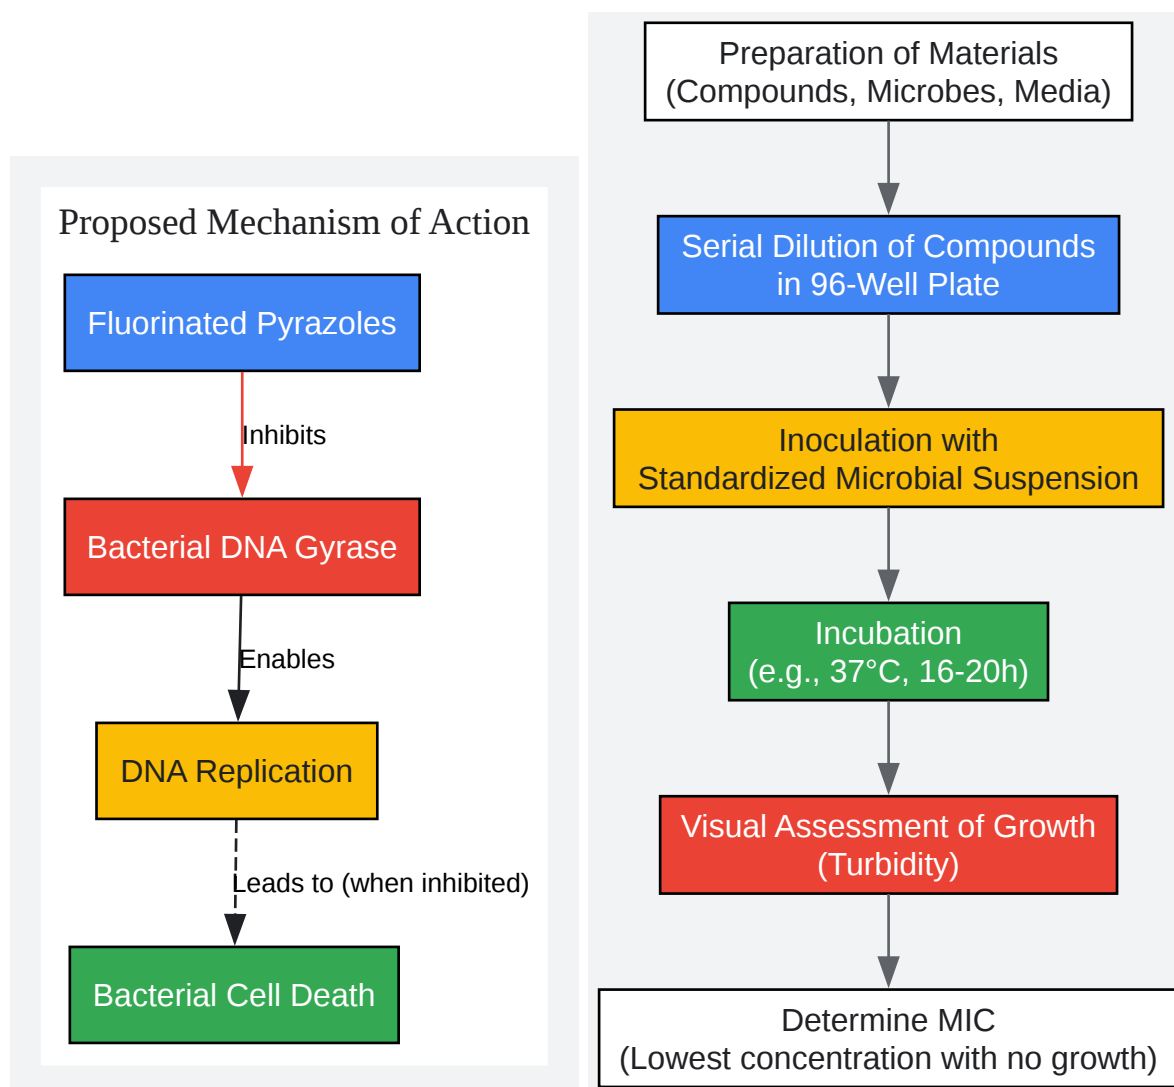 Proposed Mechanism of Action
Fluorinated Pyrazoles
Inhibits
Bacterial DNA Gyrase
Enables
DNA Replication
Leads to (when inhibited)
Bacterial Cell Death
Preparation of Materials
(Compounds, Microbes, Media)
Serial Dilution of Compounds
in 96-Well Plate
Inoculation with
Standardized Microbial Suspension
Incubation
(e.g., 37°C, 16-20h)
Visual Assessment of Growth
(Turbidity)
Determine MIC
(Lowest concentration with no growth)